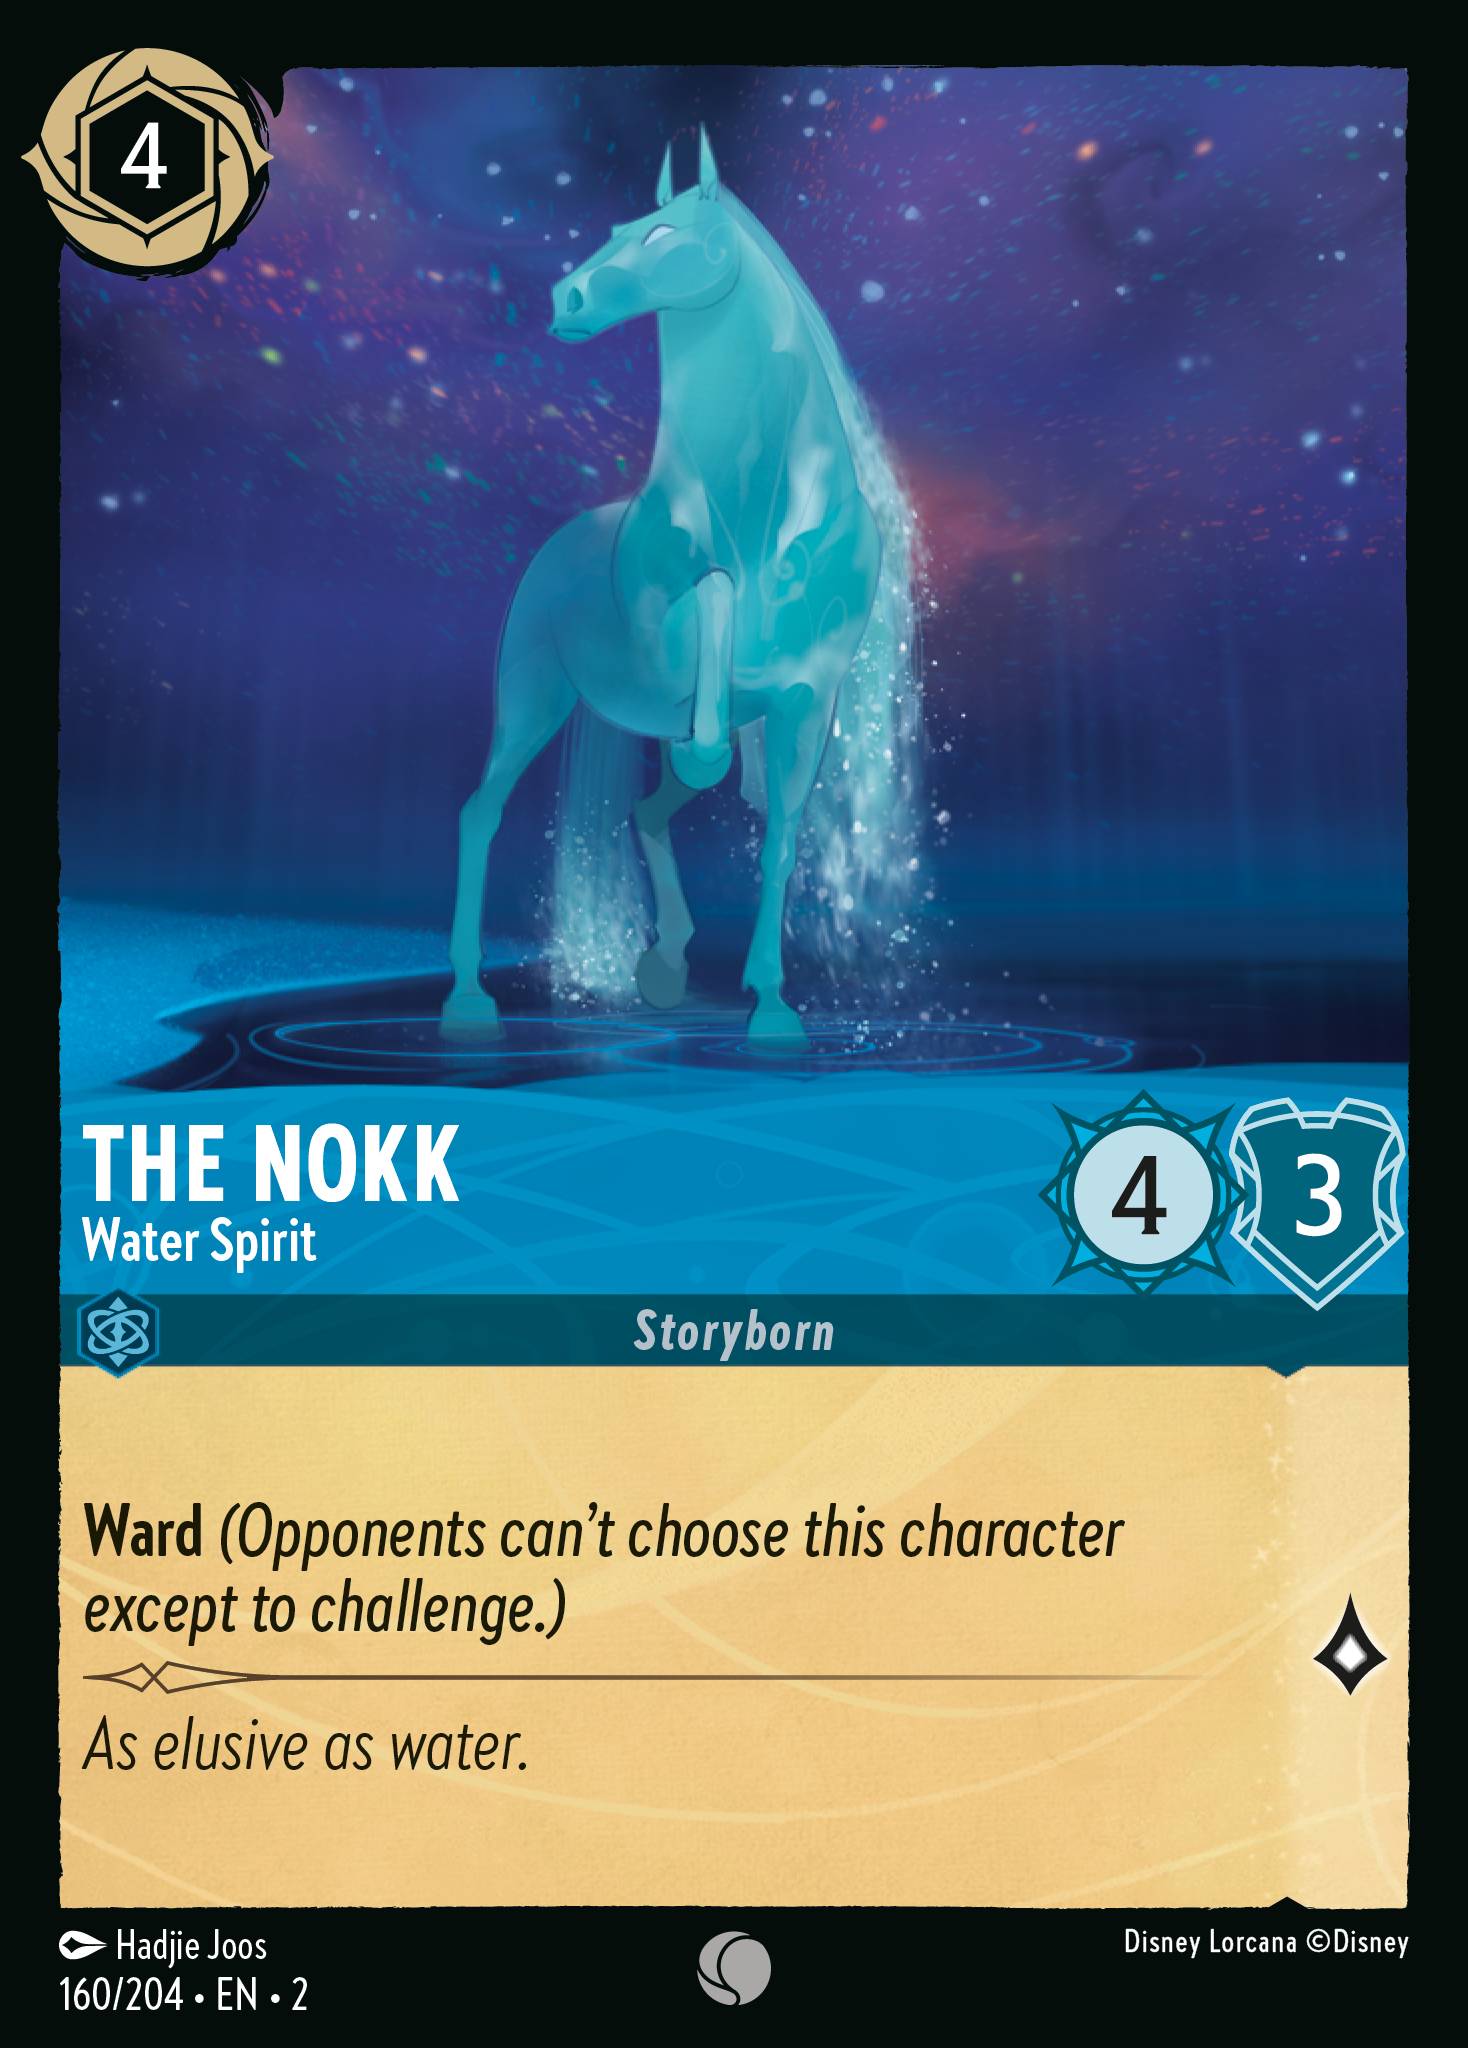 4
THE NOKK
Water Spirit
4
3
Storyborn
Ward (Opponents can’t choose this character
except to challenge.)
As elusive as water.
Hadjie Joos
Disney Lorcana ©Disney
160/204 • EN • 2